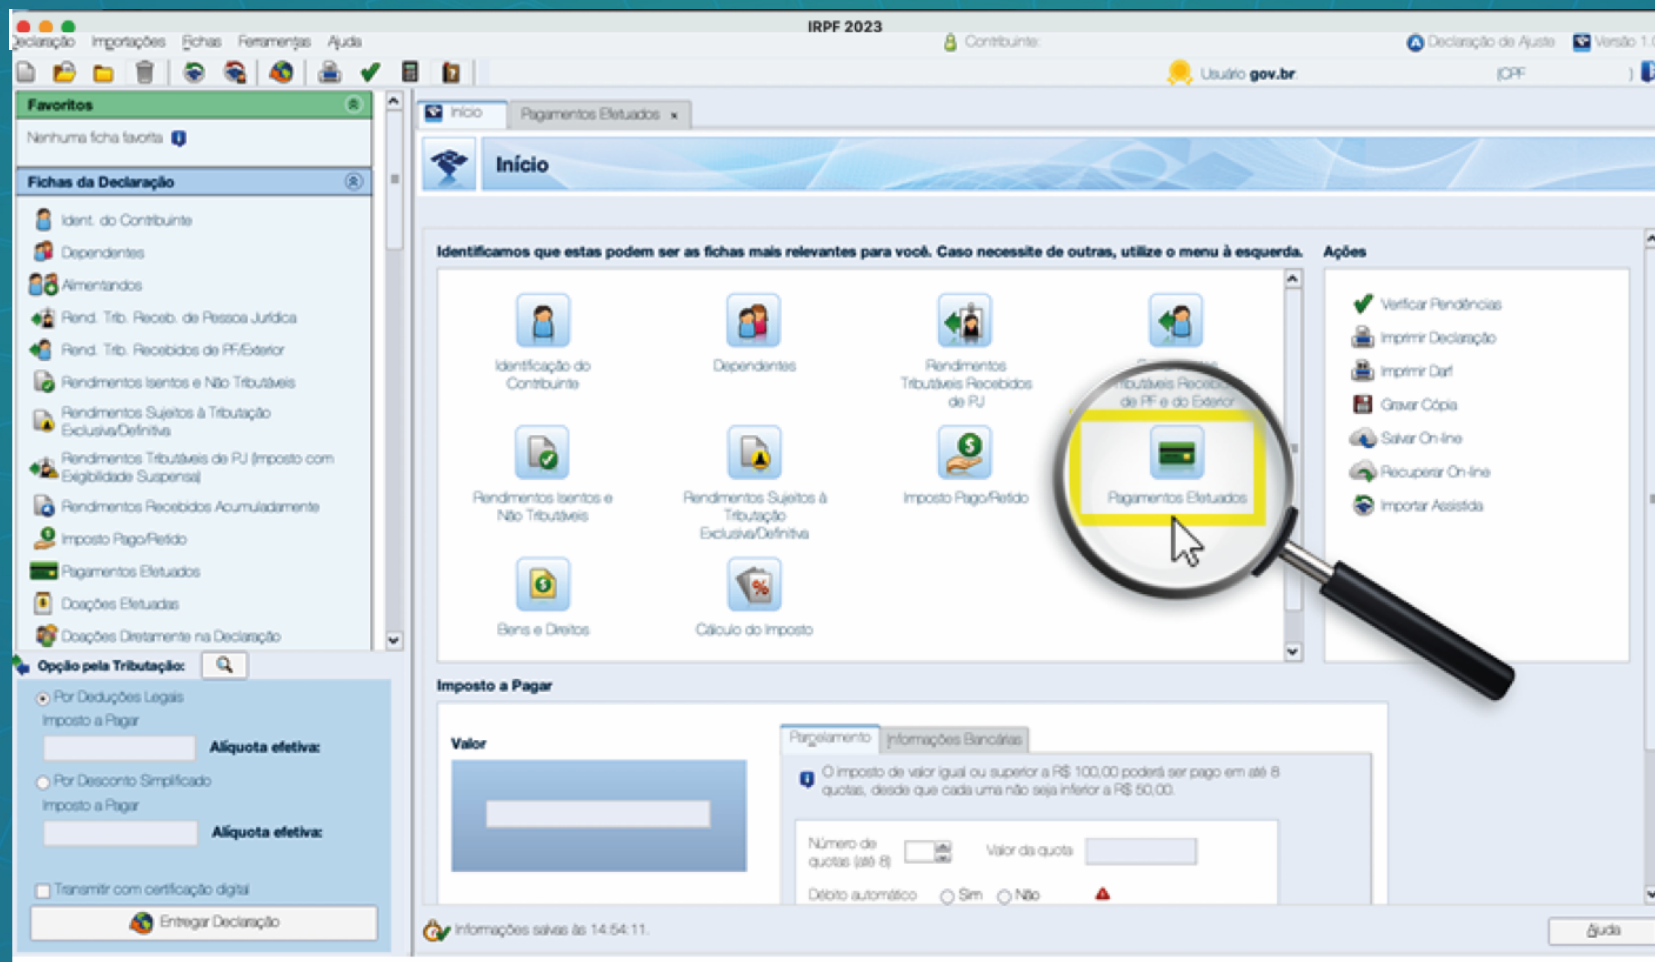 IRPF 2023
Declaração Importações Fichas Ferramentas Ajuda
Contribuinte:
Declaração de Ajuste
Versão 1.0
Usuário gov.br
(CPF )
Favoritos
Nenhuma ficha favorita
Fichas da Declaração
Ident. do Contribuinte
Dependentes
Alimentandos
Rend. Trib. Receb. de Pessoa Jurídica
Rend. Trib. Recebidos de PF/Exterior
Rendimentos Isentos e Não Tributáveis
Rendimentos Sujeitos à Tributação
Exclusiva/Definitiva
Rendimentos Tributáveis de PJ (Imposto com
Exigibilidade Suspensa)
Rendimentos Recebidos Acumuladamente
Imposto Pago/Retido
Pagamentos Efetuados
Doações Efetuadas
Doações Diretamente na Declaração
Opção pela Tributação:
Por Deduções Legais
Imposto a Pagar
Alíquota efetiva:
Por Desconto Simplificado
Imposto a Pagar
Alíquota efetiva:
Transmitir com certificação digital
Entregar Declaração
Início
Pagamentos Efetuados x
Início
Identificamos que estas podem ser as fichas mais relevantes para você. Caso necessite de outras, utilize o menu à esquerda.
Identificação do
Contribuinte
Dependentes
Rendimentos
Tributáveis Recebidos
de PJ
Tributáveis
de PF e do Exterior
Rendimentos Isentos e
Não Tributáveis
Rendimentos Sujeitos à
Tributação
Exclusiva/Definitiva
Imposto Pago/Retido
Pagamentos Efetuados
Bens e Direitos
Cálculo do Imposto
Ações
Verificar Pendências
Imprimir Declaração
Imprimir Darf
Gravar Cópia
Salvar On-line
Recuperar On-line
Importar Assistida
Imposto a Pagar
Valor
Parcelamento
Informações Bancárias
O imposto de valor igual ou superior a R$ 100,00 poderá ser pago em até 8
quotas, desde que cada uma não seja inferior a R$ 50,00.
Número de
quotas (até 8)
Valor da quota
Débito automático
Sim
Não
Informações salvas às 14:54:11.
Ajuda